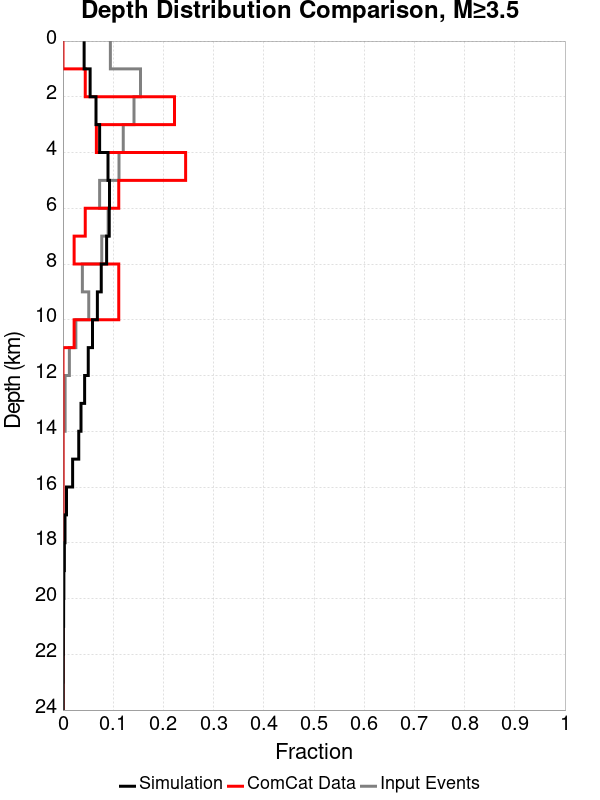 Depth Distribution Comparison, M≥3.5
0
2
4
6
8
10
12
14
16
18
20
22
24
Depth (km)
0 0.1 0.2 0.3 0.4 0.5 0.6 0.7 0.8 0.9 1
Fraction
Simulation ComCat Data Input Events